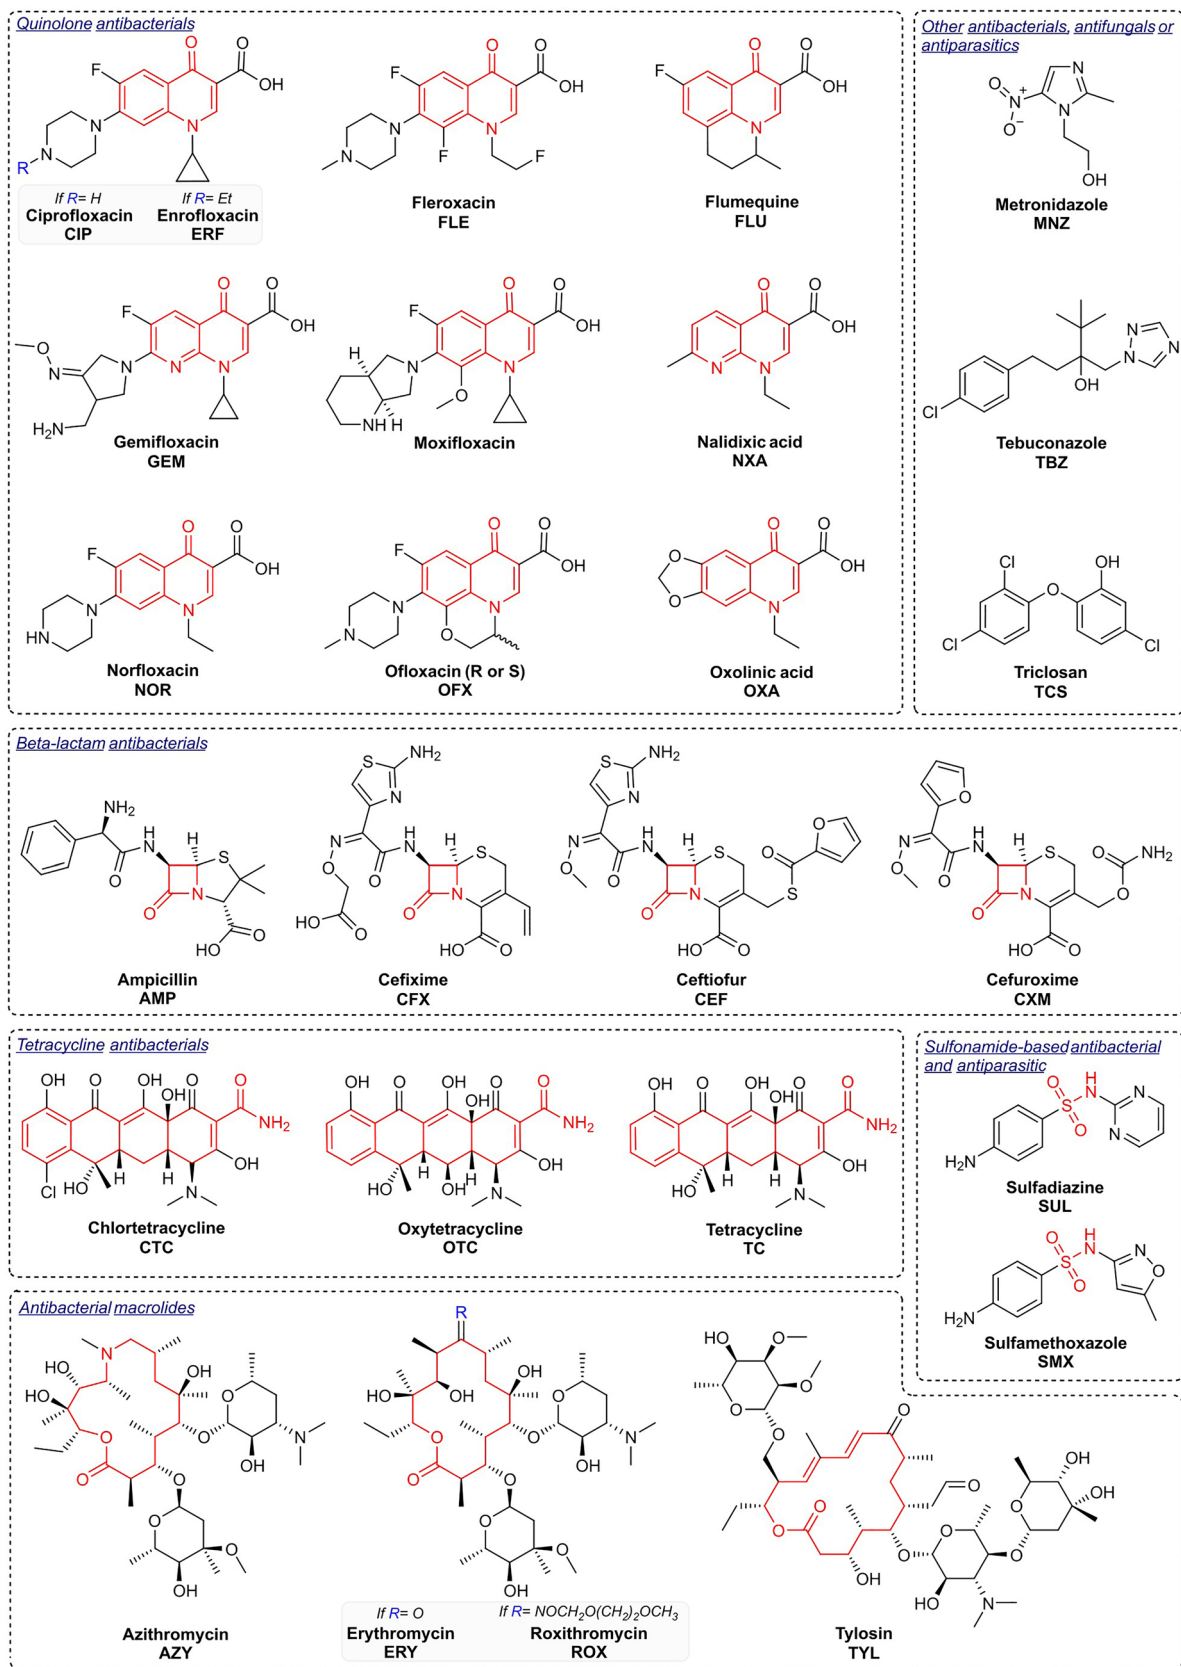 Quinolone antibacterials
If R= H
If R= Et
Ciprofloxacin
Enrofloxacin
CIP
ERF
Fleroxacin
FLE
Flumequine
FLU
Gemifloxacin
GEM
Moxifloxacin
Nalidixic acid
NXA
Norfloxacin
NOR
Ofloxacin (R or S)
OFX
Oxolinic acid
OXA
Other antibacterials, antifungals or
antiparasitics
Metronidazole
MNZ
Tebuconazole
TBZ
Triclosan
TCS
Beta-lactam antibacterials
Ampicillin
AMP
Cefixime
CFX
Ceftiofur
CEF
Cefuroxime
CXM
Tetracycline antibacterials
Chlortetracycline
CTC
Oxytetracycline
OTC
Tetracycline
TC
Sulfonamide-based antibacterial
and antiparasitic
Sulfadiazine
SUL
Sulfamethoxazole
SMX
Antibacterial macrolides
Azithromycin
AZY
If R= O
If R= NOCH2O(CH2)2OCH3
Erythromycin
Roxithromycin
ERY
ROX
Tylosin
TYL